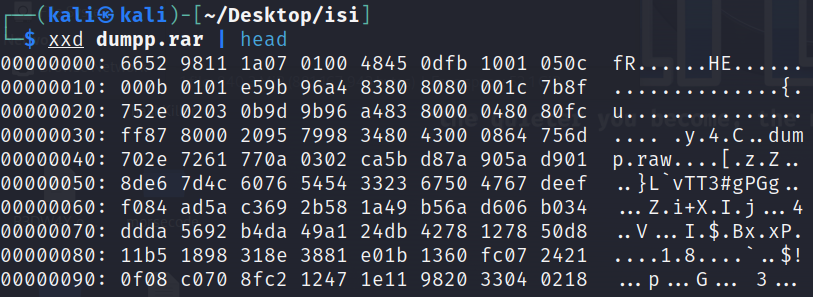 ┌──(kali㉿kali)-[~/Desktop/isi]
└─$ xxd dumpp.rar | head
00000000: 6652 9811 1a07 0100 4845 0dfb 1001 050c  fR......HE......
00000010: 000b 0101 e59b 96a4 8380 8080 001c 7b8f  ..............{.
00000020: 752e 0203 0b9d 9b96 a483 8000 0480 80fc  u...............
00000030: ff87 8000 2095 7998 3480 4300 0864 756d  .... .y.4.C..dum
00000040: 702e 7261 770a 0302 ca5b d87a 905a d901  p.raw....[.z.Z..
00000050: 8de6 7d4c 6076 5454 3323 6750 4767 deef  ..}L`vTT3#gPGg..
00000060: f084 ad5a c369 2b58 1a49 b56a d606 b034  ...Z.i+X.I.j...4
00000070: ddda 5692 b4da 49a1 24db 4278 1278 50d8  ..V...I.$.Bx.xP.
00000080: 11b5 1898 318e 3881 e01b 1360 fc07 2421  ....1.8....`..$!
00000090: 0f08 c070 8fc2 1247 1e11 9820 3304 0218  ...p...G... 3...